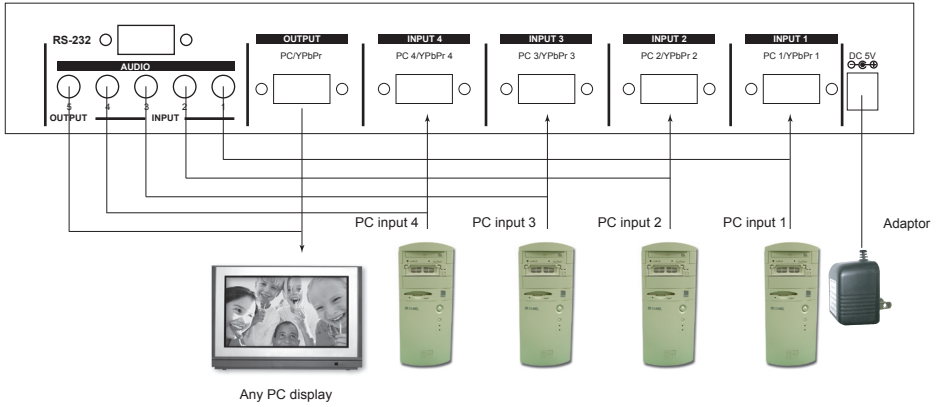 RS-232
OUTPUT
INPUT 4
INPUT 3
INPUT 2
INPUT 1
PC/YPbPr
PC 4/YPbPr 4
PC 3/YPbPr 3
PC 2/YPbPr 2
PC 1/YPbPr 1
DC 5V
AUDIO
5 4 3 2 1
OUTPUT INPUT
PC input 4
PC input 3
PC input 2
PC input 1
Adaptor
Any PC display